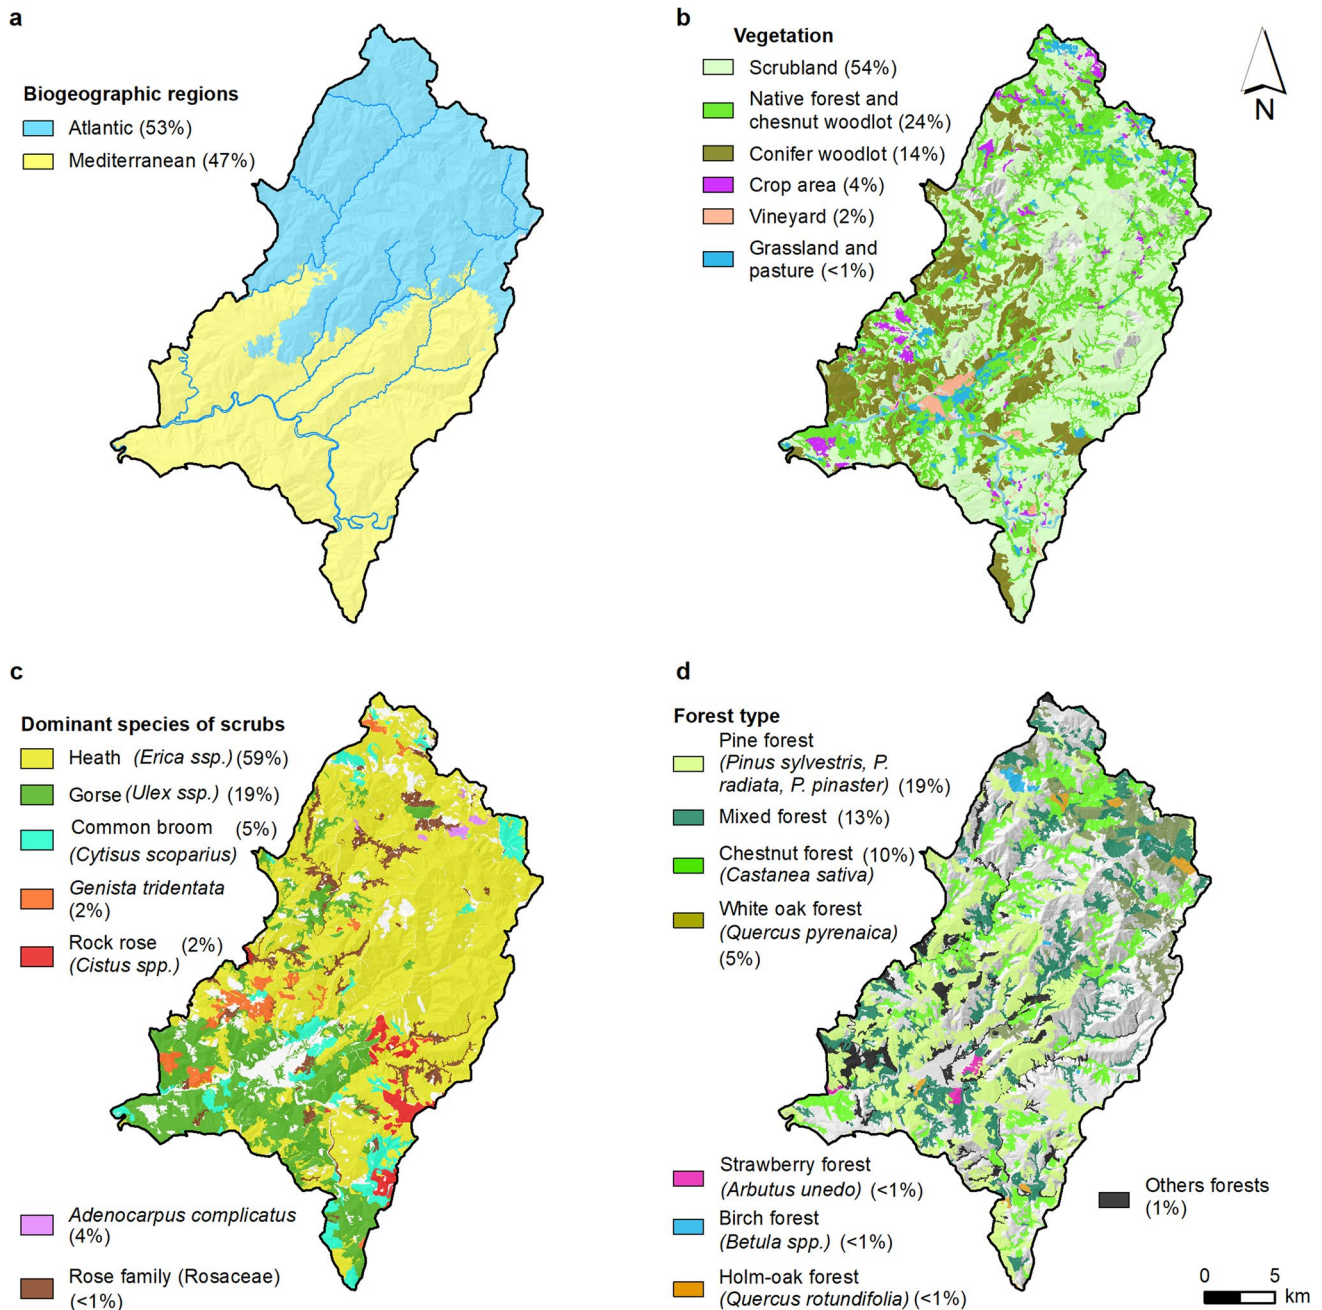 a
Biogeographic regions
Atlantic (53%)
Mediterranean (47%)
b
Vegetation
Scrubland (54%)
Native forest and
chesnut woodlot (24%)
Conifer woodlot (14%)
Crop area (4%)
Vineyard (2%)
Grassland and
pasture (<1%)
N
c
Dominant species of scrubs
Heath (Erica ssp.) (59%)
Gorse (Ulex ssp.) (19%)
Common broom (5%)
(Cytisus scoparius)
Genista tridentata
(2%)
Rock rose (2%)
(Cistus spp.)
Adenocarpus complicatus
(4%)
Rose family (Rosaceae)
(<1%)
d
Forest type
Pine forest
(Pinus sylvestris, P.
radiata, P. pinaster) (19%)
Mixed forest (13%)
Chestnut forest (10%)
(Castanea sativa)
White oak forest
(Quercus pyrenaica)
(5%)
Strawberry forest
(Arbutus unedo) (<1%)
Birch forest
(Betula spp.) (<1%)
Holm-oak forest
(Quercus rotundifolia) (<1%)
Others forests
(1%)
0 5
km